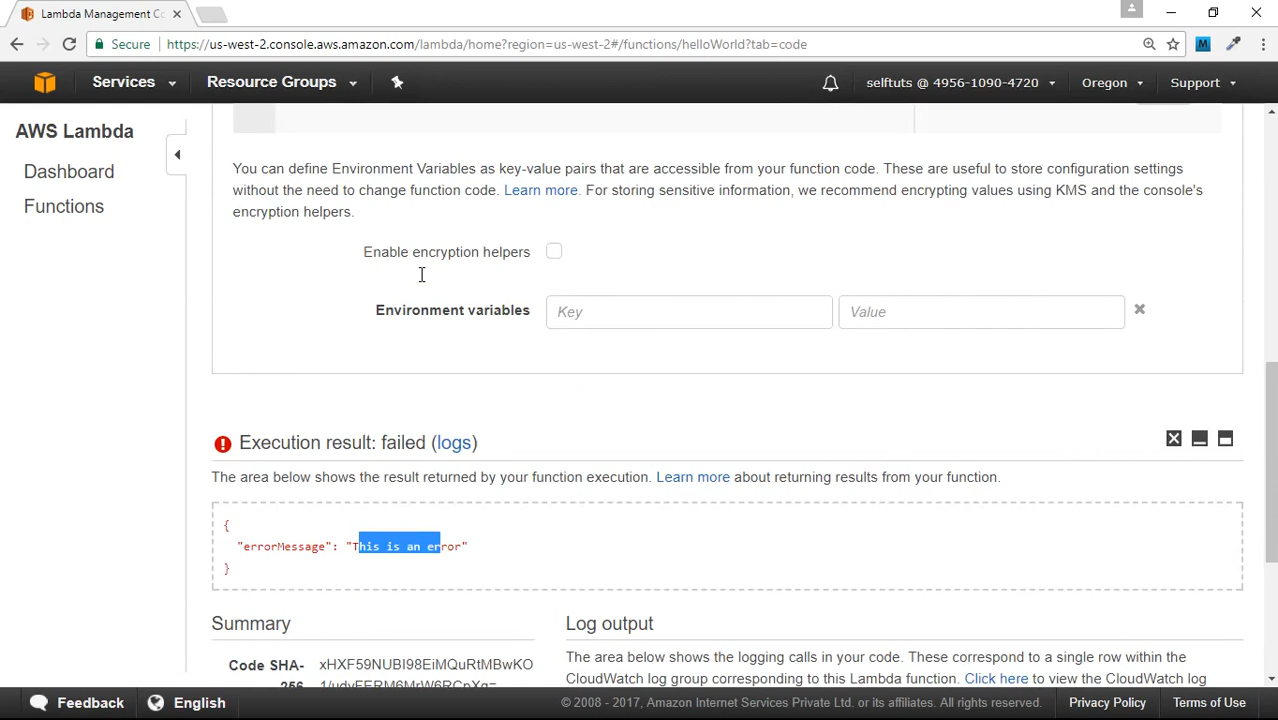 Lambda Management Co
Secure https://us-west-2.console.aws.amazon.com/lambda/home?region=us-west-2#/functions/helloWorld?tab=code
M
Services Resource Groups selftuts @ 4956-1090-4720 Oregon Support
AWS Lambda
Dashboard
Functions
You can define Environment Variables as key-value pairs that are accessible from your function code. These are useful to store configuration settings
without the need to change function code. Learn more. For storing sensitive information, we recommend encrypting values using KMS and the console's
encryption helpers.
Enable encryption helpers
Environment variables Key Value
Execution result: failed (logs)
The area below shows the result returned by your function execution. Learn more about returning results from your function.
{
"errorMessage": "This is an error"
}
Summary
Code SHA- xHXF59NUBI98EiMQuRtMBwKO
256
Log output
The area below shows the logging calls in your code. These correspond to a single row within the
CloudWatch log group corresponding to this Lambda function. Click here to view the CloudWatch log
Feedback English © 2008 - 2017, Amazon Internet Services Private Ltd. or its affiliates. All rights reserved. Privacy Policy Terms of Use